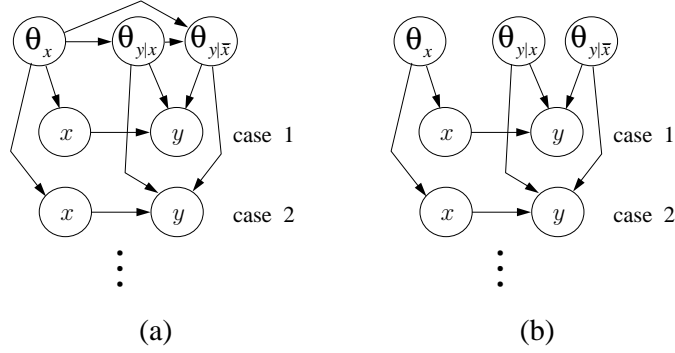 θx θy|x θy|x̄ θx θy|x θy|x̄
x y case 1 x y case 1
x y case 2 x y case 2
(a) (b)